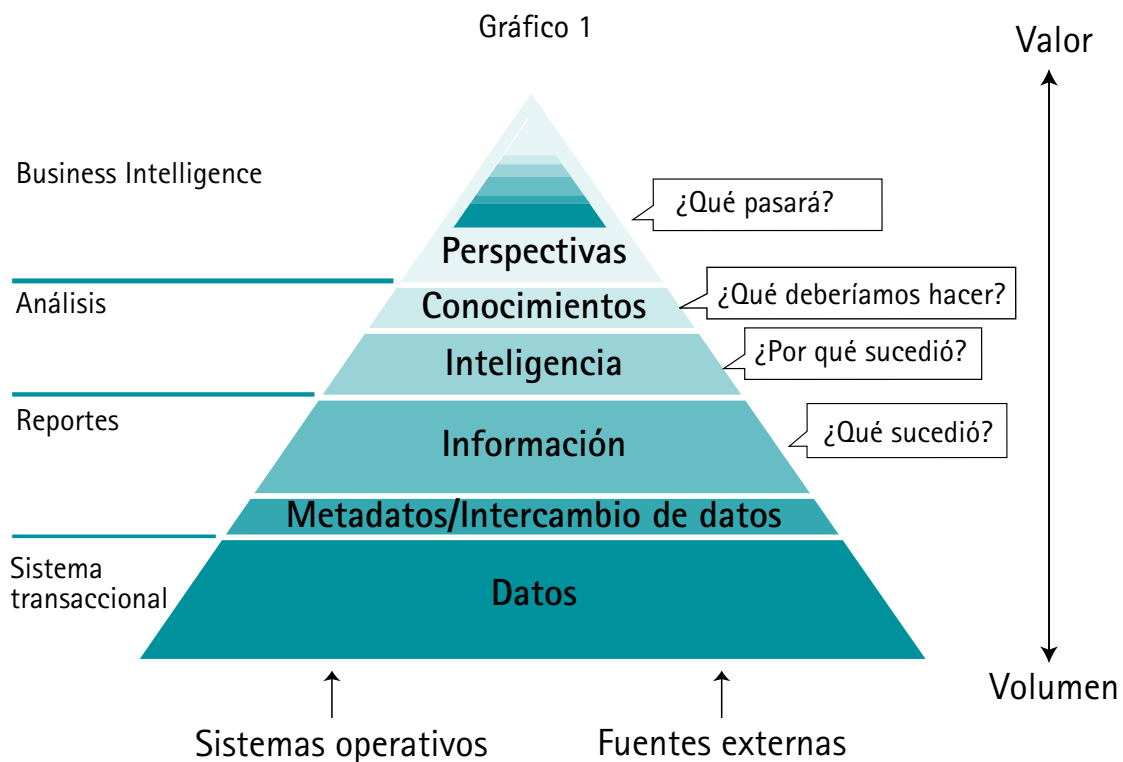 Gráfico 1
Valor
Business Intelligence
¿Qué pasará?
Perspectivas
Análisis
Conocimientos
¿Qué deberíamos hacer?
Inteligencia
¿Por qué sucedió?
Reportes
Información
¿Qué sucedió?
Metadatos/Intercambio de datos
Sistema
transaccional
Datos
Volumen
Sistemas operativos
Fuentes externas